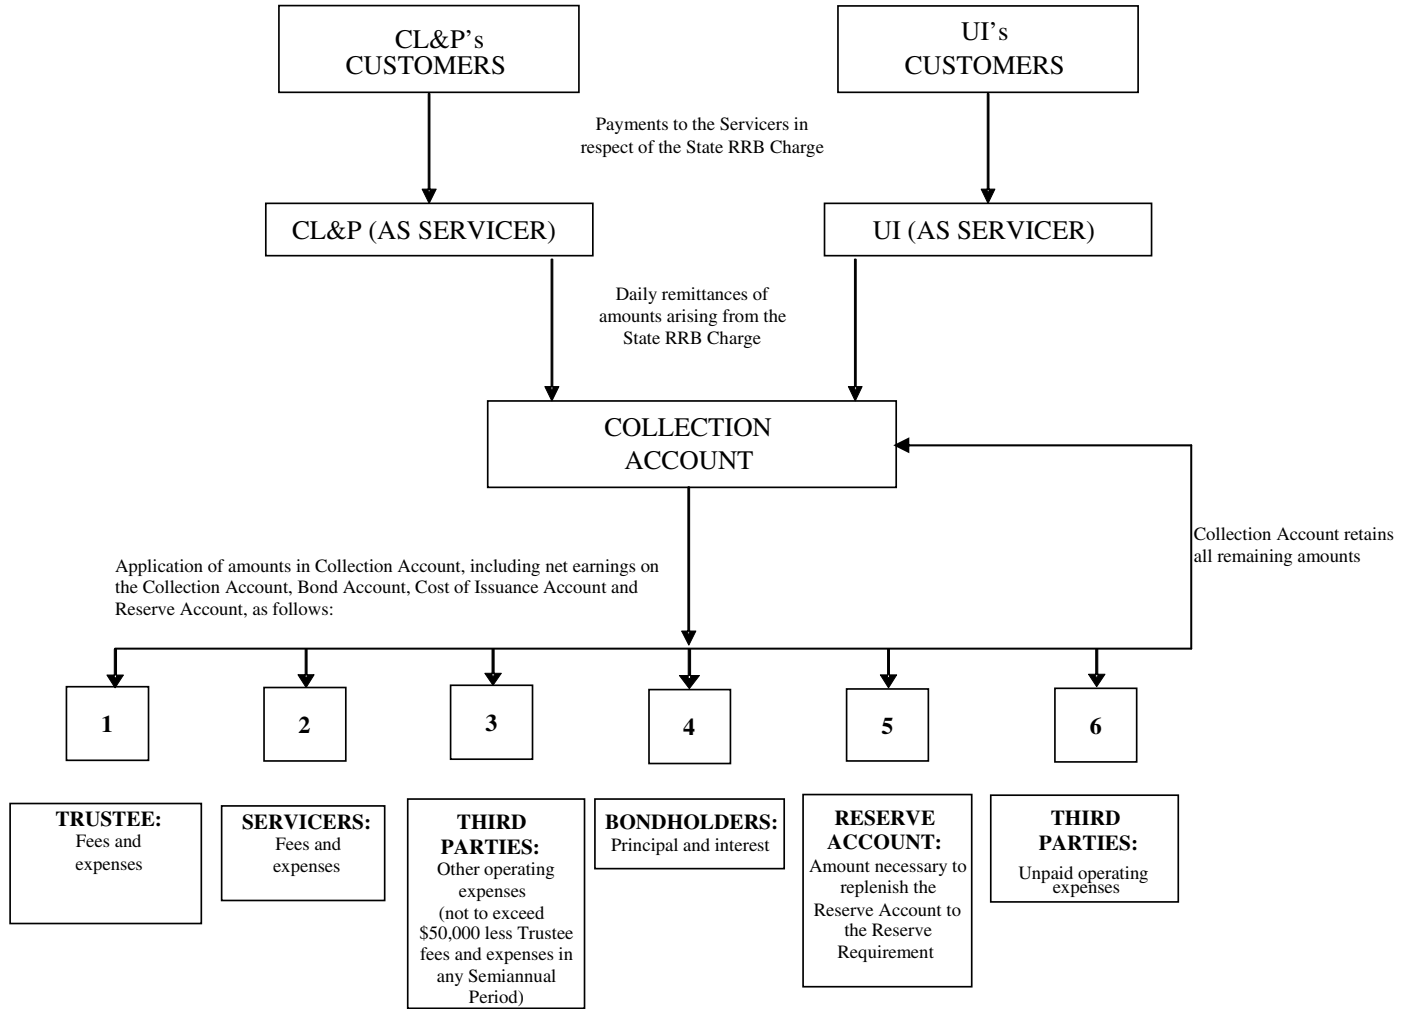 CL&P's
CUSTOMERS
UI's
CUSTOMERS
Payments to the Servicers in
respect of the State RRB Charge
CL&P (AS SERVICER)
UI (AS SERVICER)
Daily remittances of
amounts arising from the
State RRB Charge
COLLECTION
ACCOUNT
Collection Account retains
all remaining amounts
Application of amounts in Collection Account, including net earnings on
the Collection Account, Bond Account, Cost of Issuance Account and
Reserve Account, as follows:
1
2
3
4
5
6
TRUSTEE:
Fees and
expenses
SERVICERS:
Fees and
expenses
THIRD
PARTIES:
Other operating
expenses
(not to exceed
$50,000 less Trustee
fees and expenses in
any Semiannual
Period)
BONDHOLDERS:
Principal and interest
RESERVE
ACCOUNT:
Amount necessary to
replenish the
Reserve Account to
the Reserve
Requirement
THIRD
PARTIES:
Unpaid operating
expenses